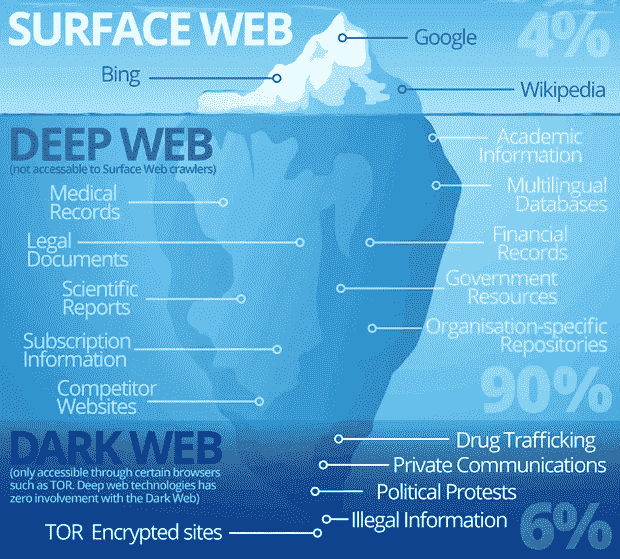 SURFACE WEB
4%
Google
Bing
Wikipedia
DEEP WEB
(not accessable to Surface Web crawlers)
Academic
Information
Medical
Records
Multilingual
Databases
Legal
Documents
Financial
Records
Scientific
Reports
Government
Resources
Subscription
Information
Organisation-specific
Repositories
Competitor
Websites
90%
DARK WEB
(only accessible through certain browsers
such as TOR. Deep web technologies has
zero involvement with the Dark Web)
Drug Trafficking
Private Communications
Political Protests
Illegal Information
TOR Encrypted sites
6%